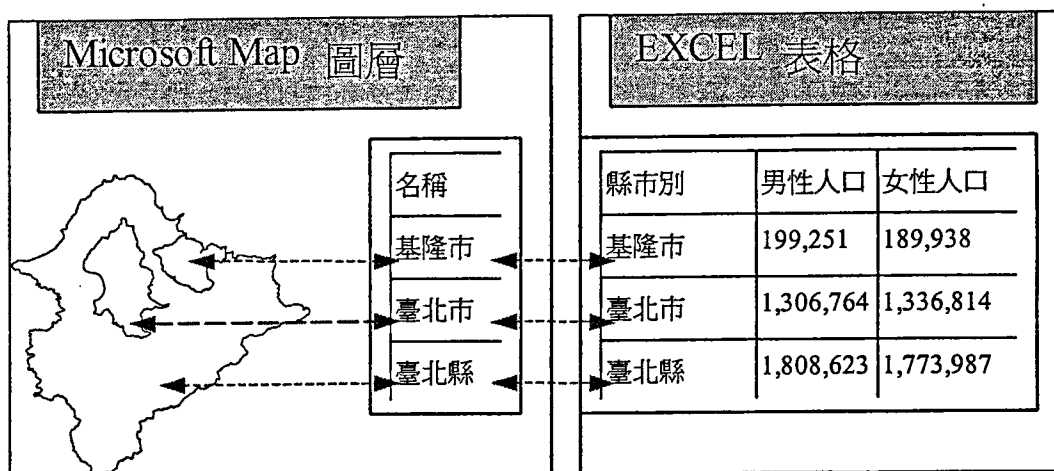 Microsoft Map 圖層
名稱
基隆市
臺北市
臺北縣
EXCEL 表格
縣市別 男性人口 女性人口
基隆市 199,251 189,938
臺北市 1,306,764 1,336,814
臺北縣 1,808,623 1,773,987